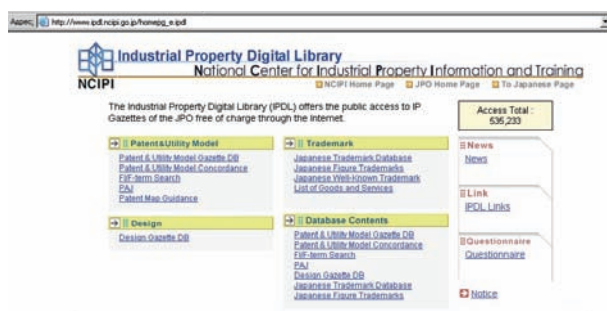 Адрес: http://www.ipdl.ncipi.go.jp/homepg_e.ipdl
Industrial Property Digital Library
National Center for Industrial Property Information and Training
NCIPI
NCIPI Home Page JPO Home Page To Japanese Page
The Industrial Property Digital Library (IPDL) offers the public access to IP
Gazettes of the JPO free of charge through the Internet.
Access Total :
535,233
Patent&Utility Model
Patent & Utility Model Gazette DB
Patent & Utility Model Concordance
FI/F-term Search
PAJ
Patent Map Guidance
Design
Design Gazette DB
Trademark
Japanese Trademark Database
Japanese Figure Trademarks
Japanese Well-Known Trademark
List of Goods and Services
Database Contents
Patent & Utility Model Gazette DB
Patent & Utility Model Concordance
FI/F-term Search
PAJ
Design Gazette DB
Japanese Trademark Database
Japanese Figure Trademarks
News
News
Link
IPDL Links
Questionnaire
Questionnaire
Notice